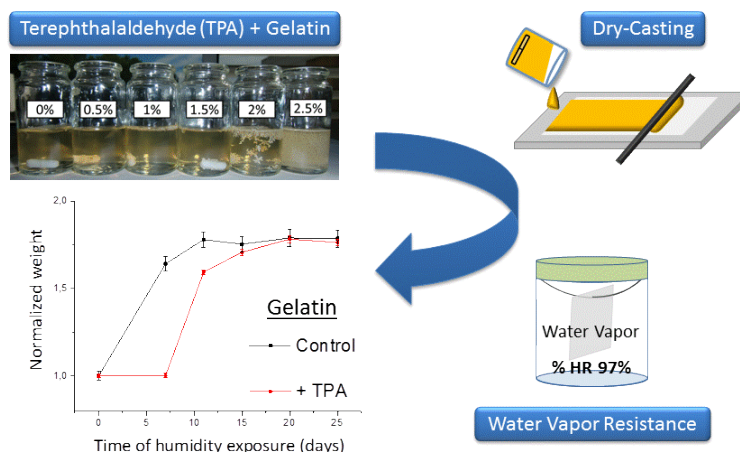 Terephthalaldehyde (TPA) + Gelatin
0% 0.5% 1% 1.5% 2% 2.5%
Dry-Casting
2,0
1,5
1,0
Normalized weight
Gelatin
Control
+ TPA
0 5 10 15 20 25
Time of humidity exposure (days)
Water Vapor
% HR 97%
Water Vapor Resistance